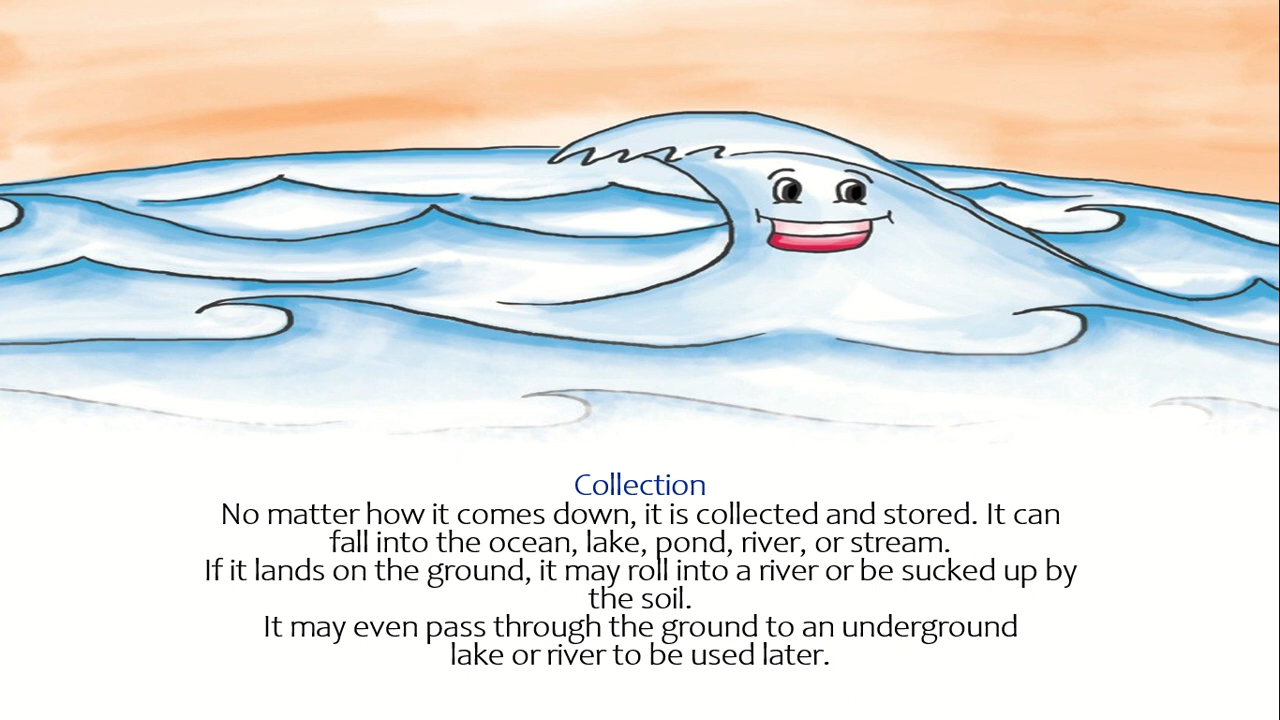 Collection
No matter how it comes down, it is collected and stored. It can
fall into the ocean, lake, pond, river, or stream.
If it lands on the ground, it may roll into a river or be sucked up by
the soil.
It may even pass through the ground to an underground
lake or river to be used later.